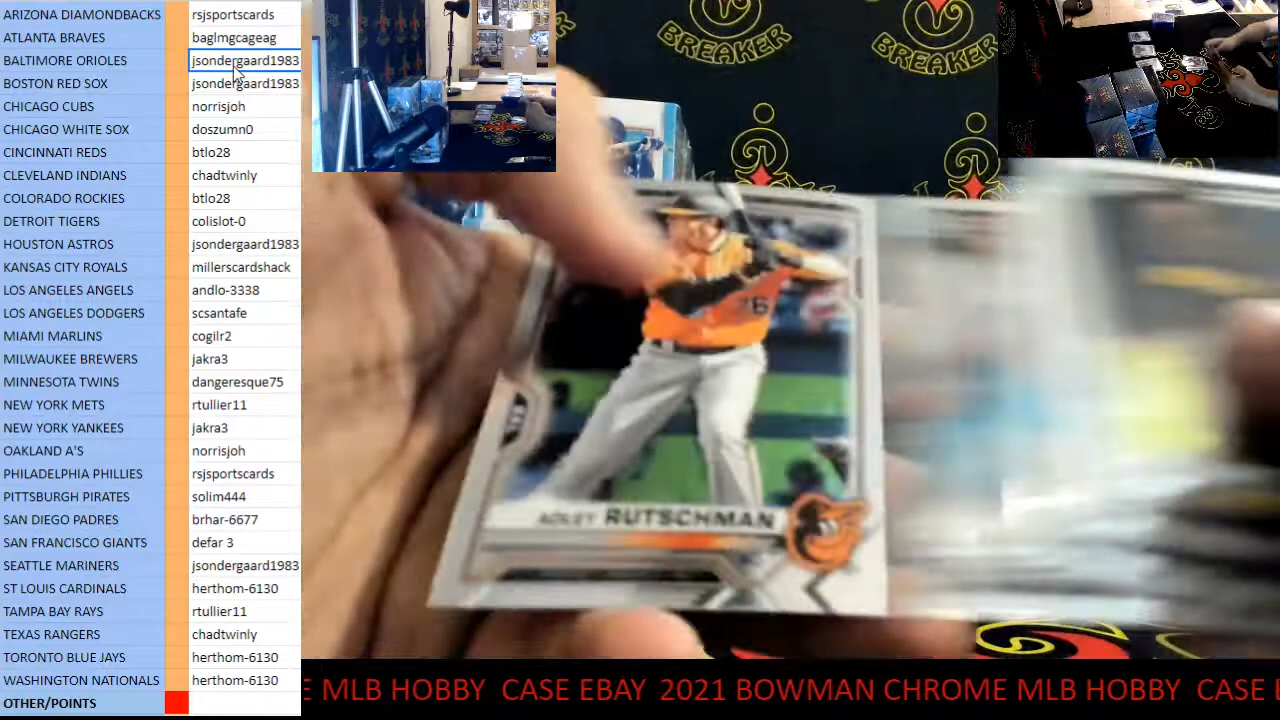 ARIZONA DIAMONDBACKS rsjsportscards
ATLANTA BRAVES baglmgcageag
BALTIMORE ORIOLES jsondergaard1983
BOSTON RED SOX jsondergaard1983
CHICAGO CUBS norrisjoh
CHICAGO WHITE SOX doszumn0
CINCINNATI REDS btlo28
CLEVELAND INDIANS chadtwinly
COLORADO ROCKIES btlo28
DETROIT TIGERS colislot-0
HOUSTON ASTROS jsondergaard1983
KANSAS CITY ROYALS millerscardshack
LOS ANGELES ANGELS andlo-3338
LOS ANGELES DODGERS scsantafe
MIAMI MARLINS cogilr2
MILWAUKEE BREWERS jakra3
MINNESOTA TWINS dangeresque75
NEW YORK METS rtullier11
NEW YORK YANKEES jakra3
OAKLAND A'S norrisjoh
PHILADELPHIA PHILLIES rsjsportscards
PITTSBURGH PIRATES solim444
SAN DIEGO PADRES brhar-6677
SAN FRANCISCO GIANTS defar 3
SEATTLE MARINERS jsondergaard1983
ST LOUIS CARDINALS herthom-6130
TAMPA BAY RAYS rtullier11
TEXAS RANGERS chadtwinly
TORONTO BLUE JAYS herthom-6130
WASHINGTON NATIONALS herthom-6130
OTHER/POINTS
BREAKER
BREAKER
76
ADLEY RUTSCHMAN
E MLB HOBBY CASE EBAY 2021 BOWMAN CHROME MLB HOBBY CASE E